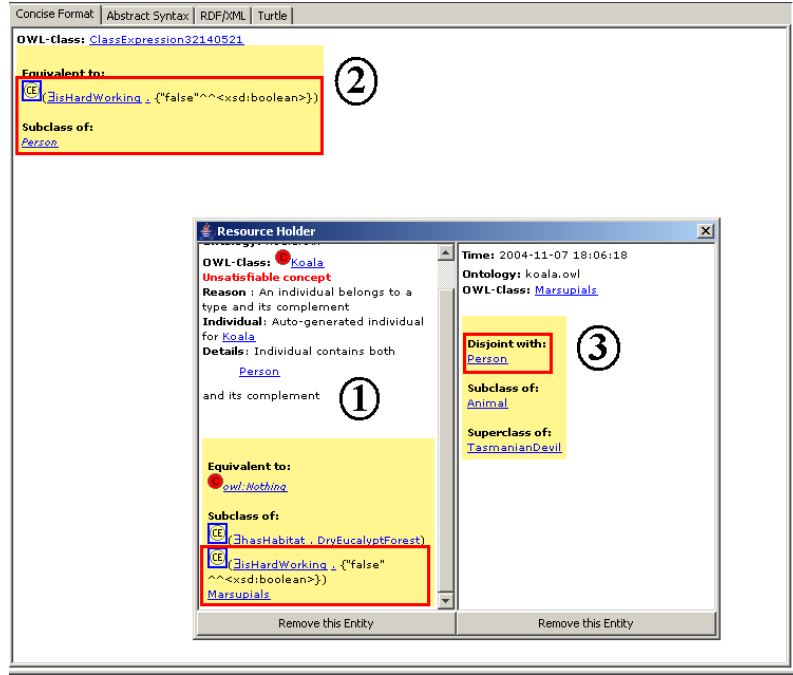 Concise Format Abstract Syntax RDF/XML Turtle
OWL-Class: ClassExpression32140521
Equivalent to:
CE (∃isHardWorking . {"false"^^<xsd:boolean>})
Subclass of:
Person
2
Resource Holder
OWL-Class: C Koala
Unsatisfiable concept
Reason : An individual belongs to a
type and its complement
Individual: Auto-generated individual
for Koala
Details: Individual contains both
Person
and its complement
1
Equivalent to:
C owl:Nothing
Subclass of:
CE (∃hasHabitat . DryEucalyptForest)
CE (∃isHardWorking . {"false"
^^<xsd:boolean>})
Marsupials
Remove this Entity
Time: 2004-11-07 18:06:18
Ontology: koala.owl
OWL-Class: Marsupials
Disjoint with:
Person
3
Subclass of:
Animal
Superclass of:
TasmanianDevil
Remove this Entity